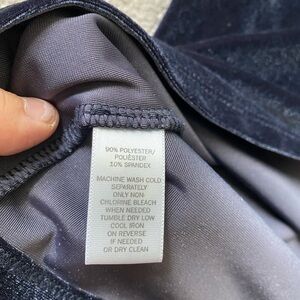 90% POLYESTER/
POLIÉSTER
10% SPANDEX
MACHINE WASH COLD
SEPARATELY
ONLY NON-
CHLORINE BLEACH
WHEN NEEDED
TUMBLE DRY LOW
COOL IRON
ON REVERSE
IF NEEDED
OR DRY CLEAN